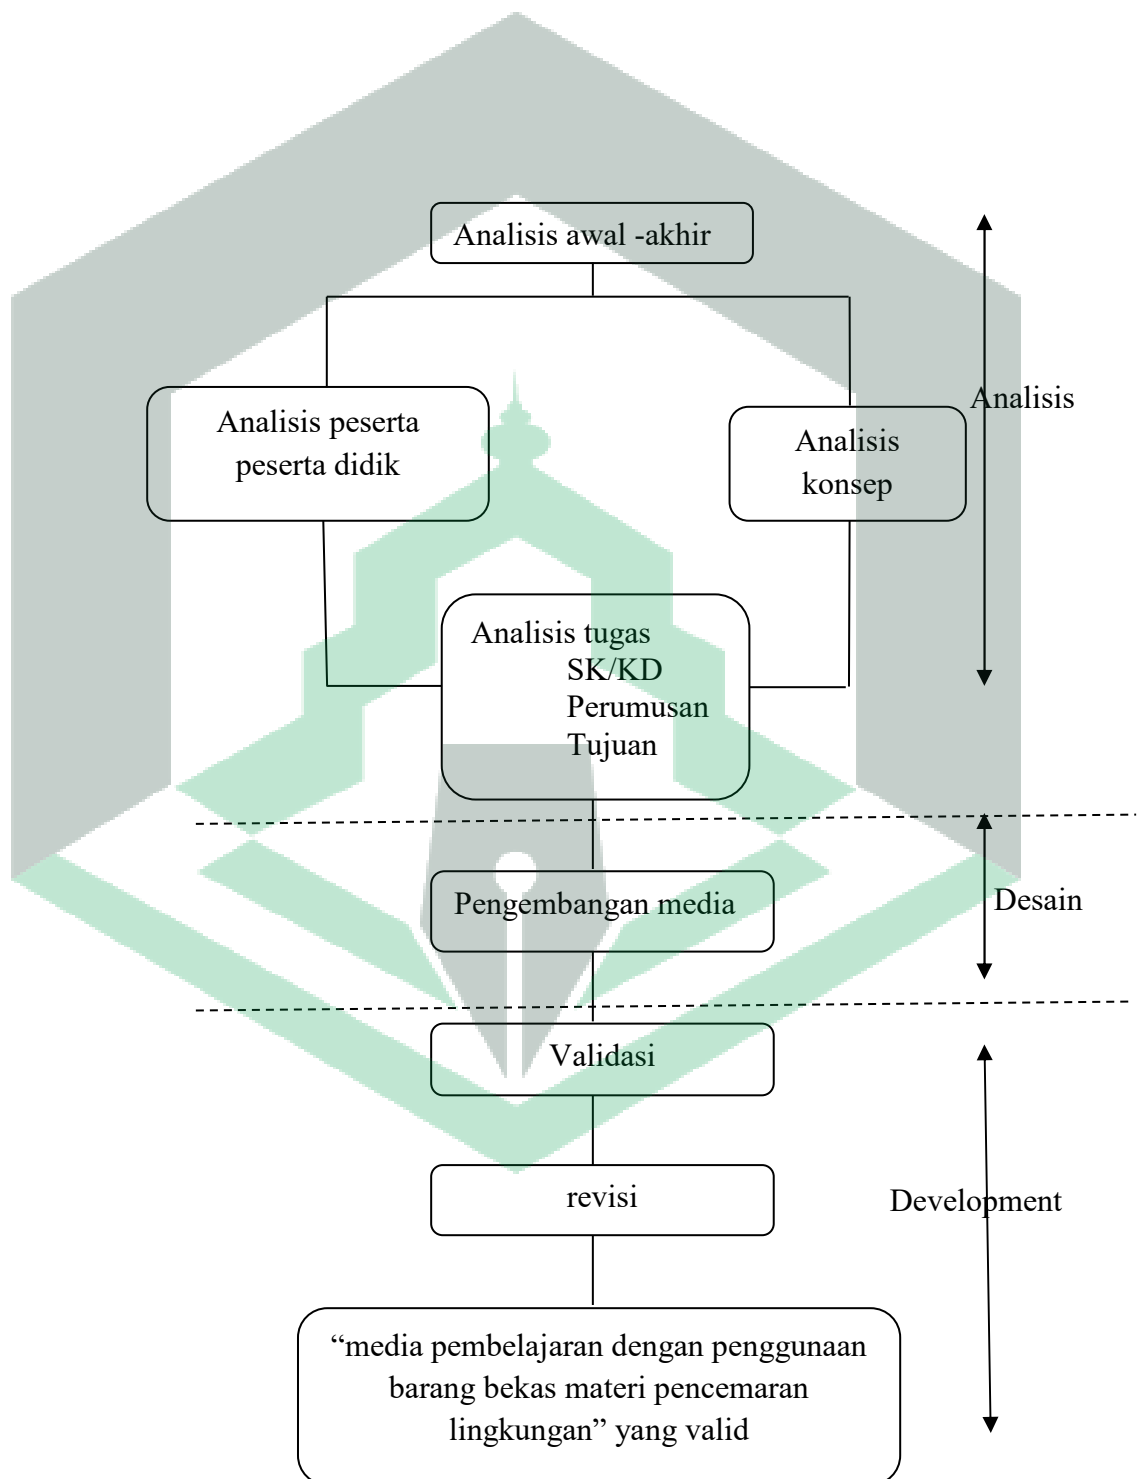 Analisis awal -akhir
Analisis
Analisis peserta
peserta didik
Analisis
konsep
Analisis tugas
SK/KD
Perumusan
Tujuan
Pengembangan media
Desain
Validasi
revisi
Development
“media pembelajaran dengan penggunaan
barang bekas materi pencemaran
lingkungan” yang valid